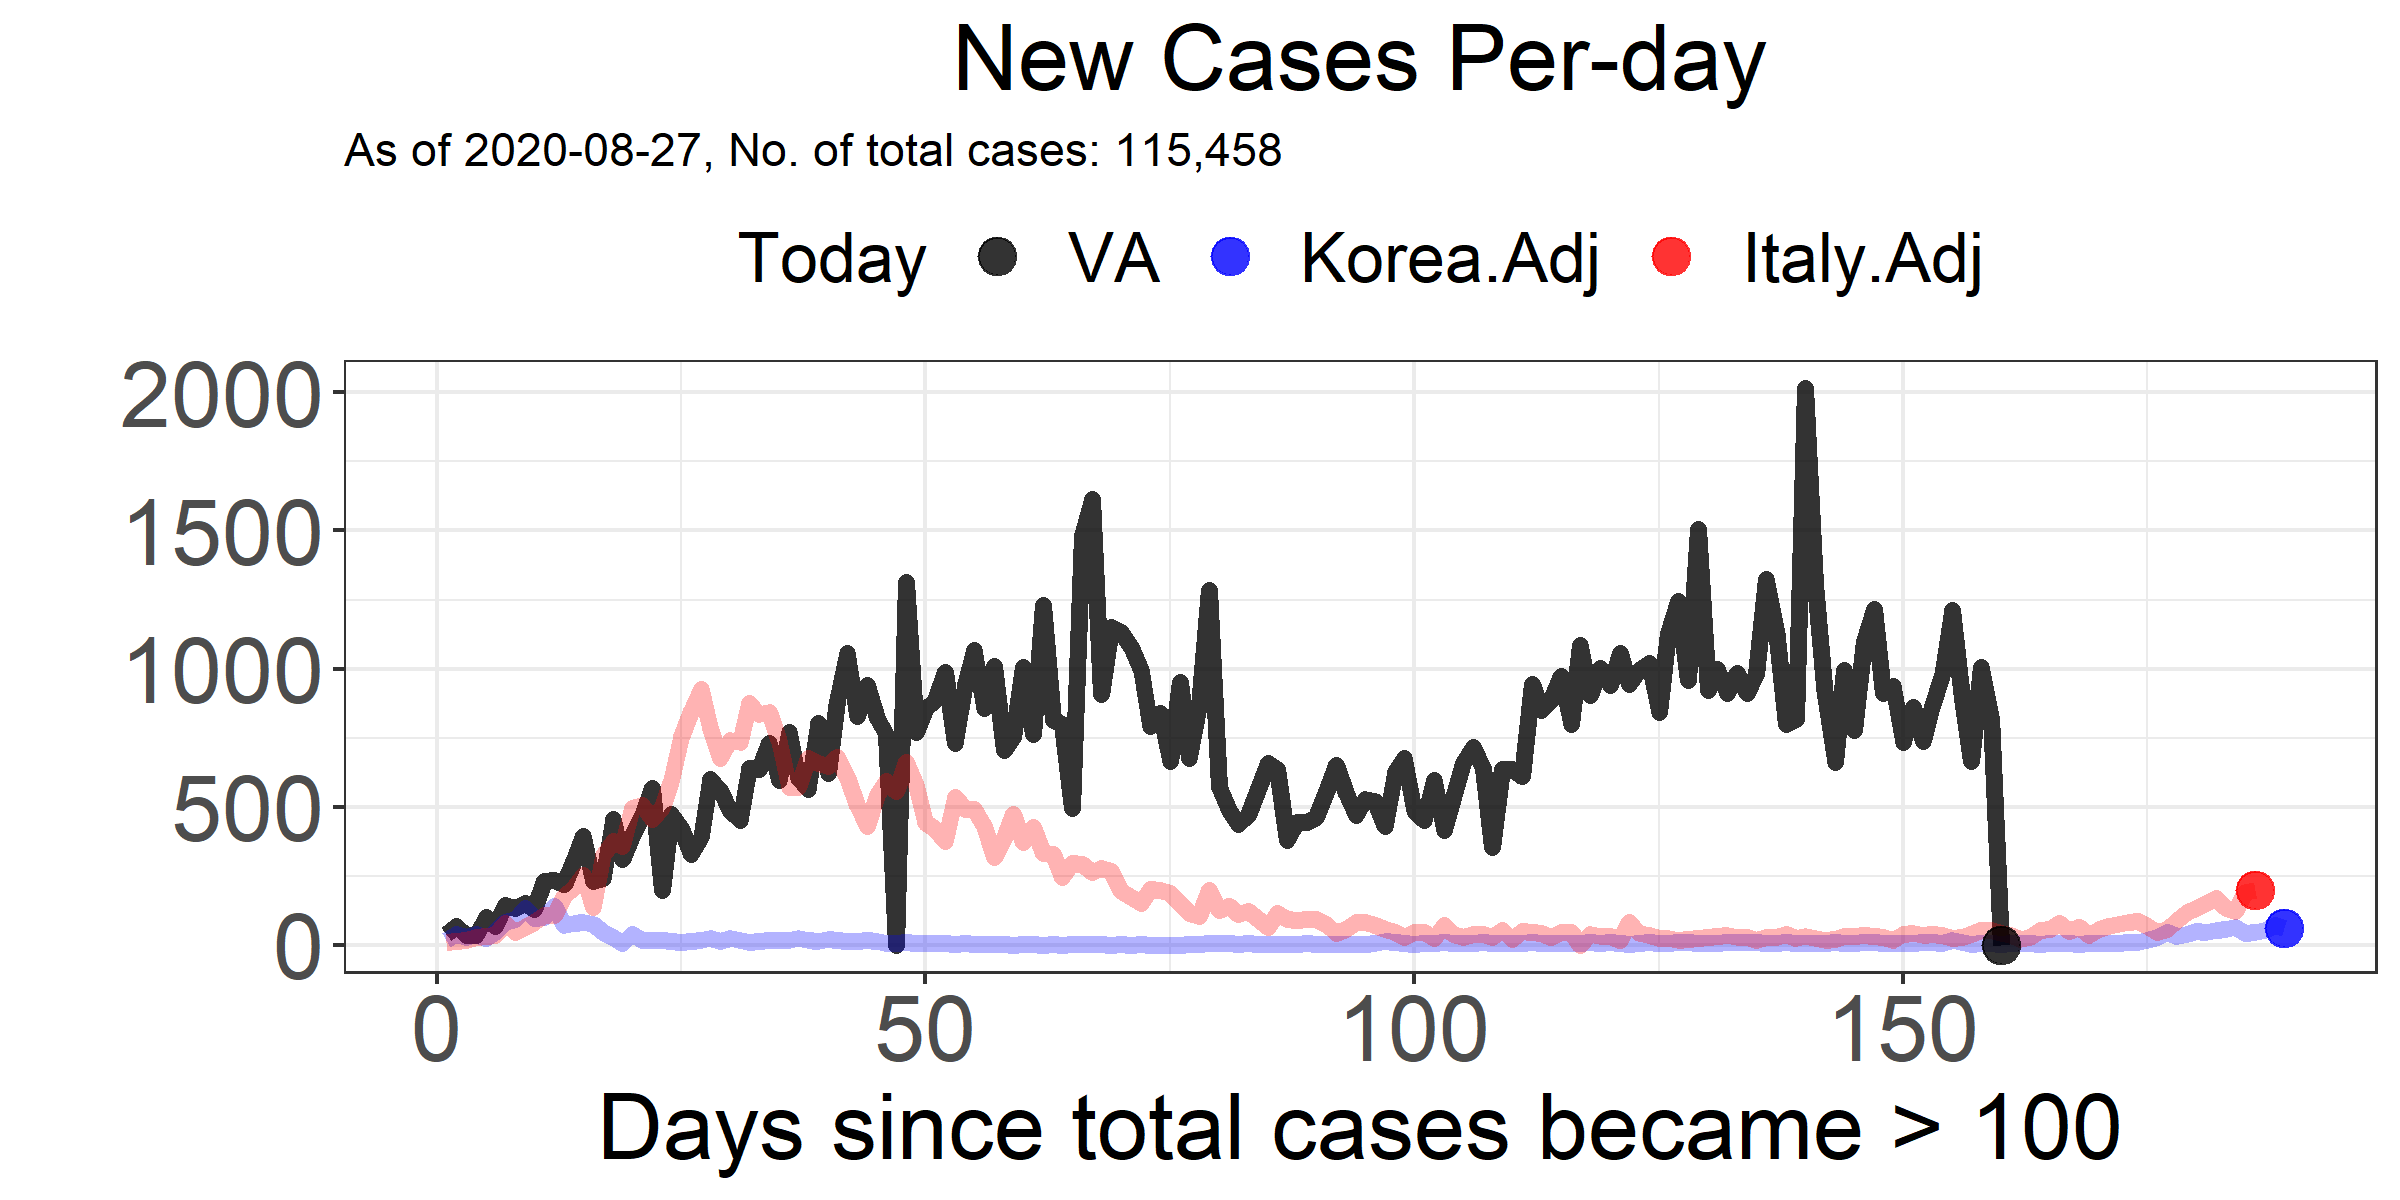 New Cases Per-day
As of 2020-08-27, No. of total cases: 115,458
Today VA Korea.Adj Italy.Adj
2000
1500
1000
500
0
0 50 100 150
Days since total cases became > 100